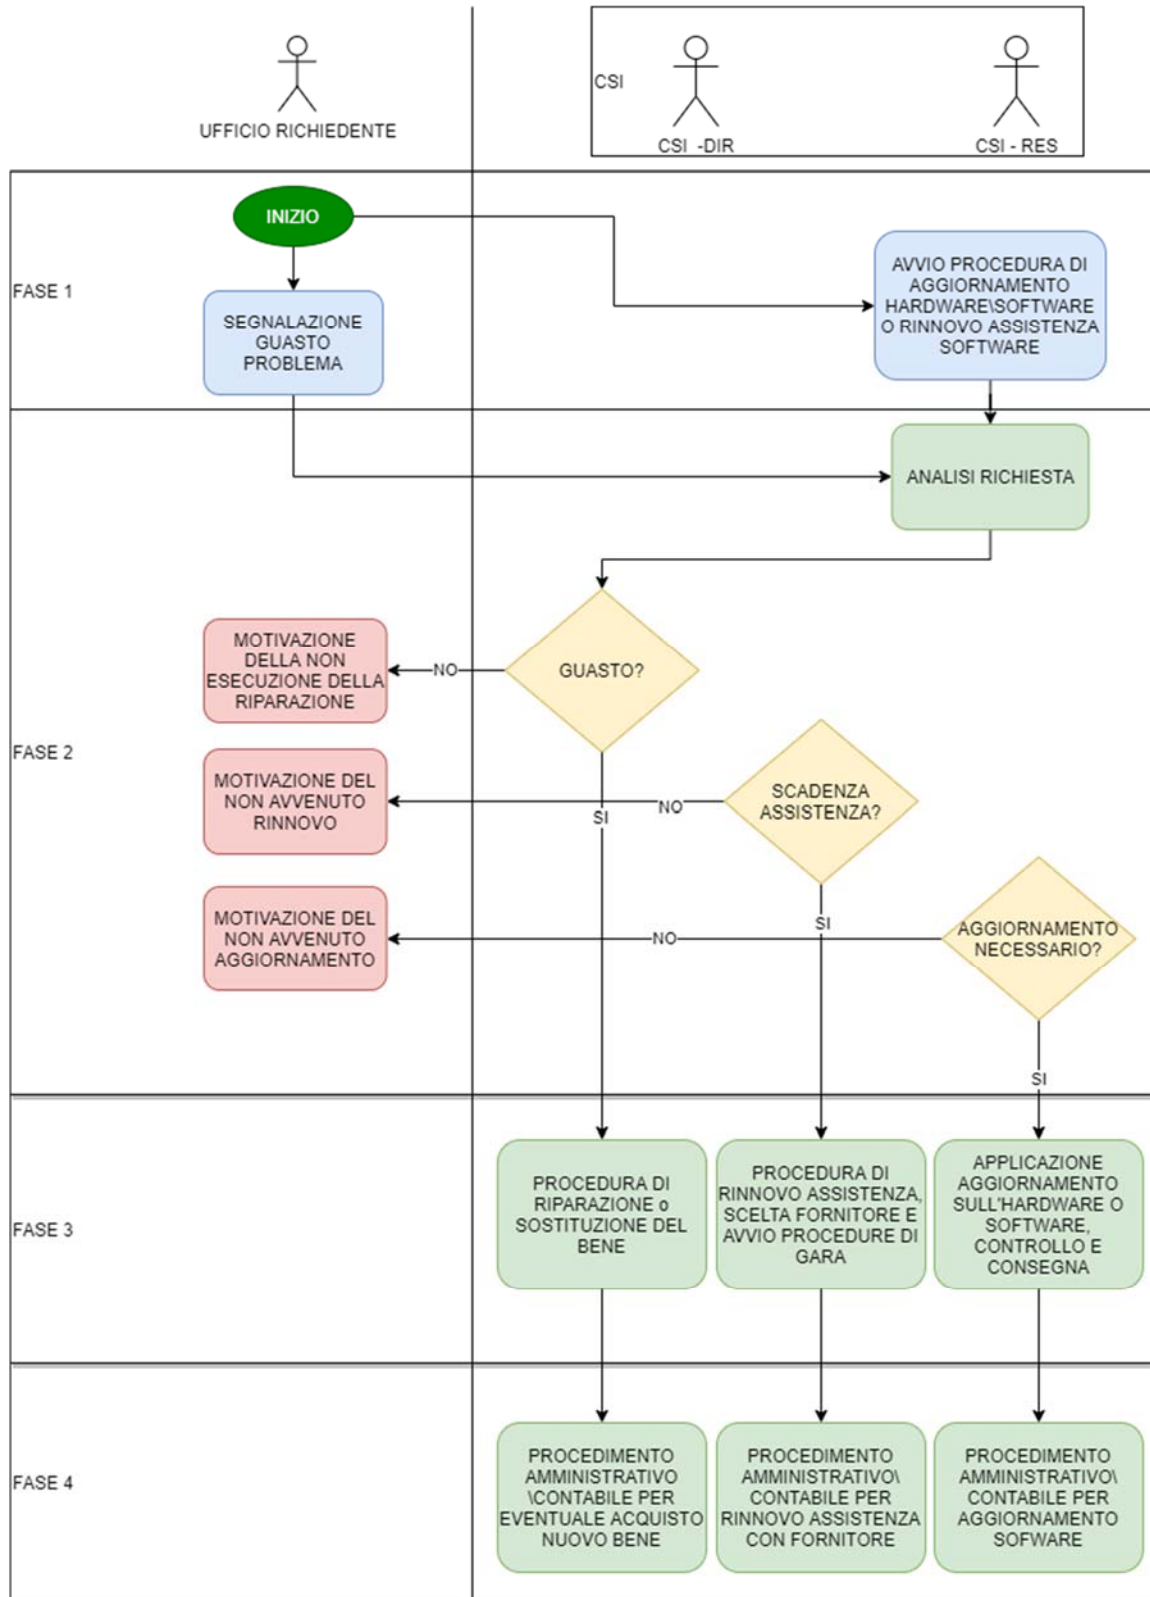 CSI
UFFICIO RICHIEDENTE
CSI -DIR
CSI - RES
INIZIO
FASE 1
SEGNALAZIONE
GUASTO
PROBLEMA
AVVIO PROCEDURA DI
AGGIORNAMENTO
HARDWARE\SOFTWARE
O RINNOVO ASSISTENZA
SOFTWARE
ANALISI RICHIESTA
FASE 2
MOTIVAZIONE
DELLA NON
ESECUZIONE DELLA
RIPARAZIONE
NO
GUASTO?
MOTIVAZIONE DEL
NON AVVENUTO
RINNOVO
SI
NO
SCADENZA
ASSISTENZA?
MOTIVAZIONE DEL
NON AVVENUTO
AGGIORNAMENTO
NO
SI
AGGIORNAMENTO
NECESSARIO?
SI
FASE 3
PROCEDURA DI
RIPARAZIONE o
SOSTITUZIONE DEL
BENE
PROCEDURA DI
RINNOVO ASSISTENZA,
SCELTA FORNITORE E
AVVIO PROCEDURE DI
GARA
APPLICAZIONE
AGGIORNAMENTO
SULL'HARDWARE O
SOFTWARE,
CONTROLLO E
CONSEGNA
FASE 4
PROCEDIMENTO
AMMINISTRATIVO
\CONTABILE PER
EVENTUALE ACQUISTO
NUOVO BENE
PROCEDIMENTO
AMMINISTRATIVO\
CONTABILE PER
RINNOVO ASSISTENZA
CON FORNITORE
PROCEDIMENTO
AMMINISTRATIVO\
CONTABILE PER
AGGIORNAMENTO
SOFWARE